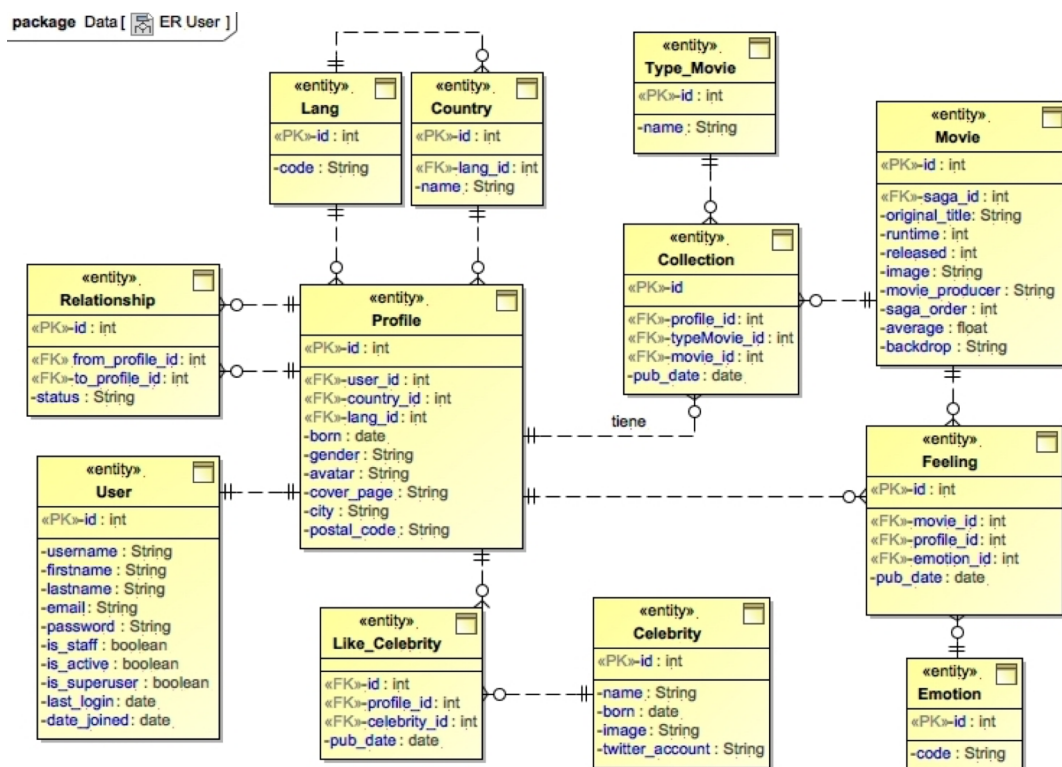 package Data [ ER User ]
«entity»
Lang
«PK»-id : int
-code : String
«entity»
Country
«PK»-id : int
«FK»-lang_id : int
-name : String
«entity»
Type_Movie
«PK»-id : int
-name : String
«entity»
Movie
«PK»-id : int
«FK»-saga_id : int
-original_title : String
-runtime : int
-released : int
-image : String
-movie_producer : String
-saga_order : int
-average : float
-backdrop : String
«entity»
Collection
«PK»-id
«FK»-profile_id : int
«FK»-typeMovie_id : int
«FK»-movie_id : int
-pub_date : date
«entity»
Relationship
«PK»-id : int
«FK» from_profile_id : int
«FK»-to_profile_id : int
-status : String
«entity»
Profile
«PK»-id : int
«FK»-user_id : int
«FK»-country_id : int
«FK»-lang_id : int
-born : date
-gender : String
-avatar : String
-cover_page : String
-city : String
-postal_code : String
tiene
«entity»
Feeling
«PK»-id : int
«FK»-movie_id : int
«FK»-profile_id : int
«FK»-emotion_id : int
-pub_date : date
«entity»
User
«PK»-id : int
-username : String
-firstname : String
-lastname : String
-email : String
-password : String
-is_staff : boolean
-is_active : boolean
-is_superuser : boolean
-last_login : date
-date_joined : date
«entity»
Like_Celebrity
«FK»-id : int
«FK»-profile_id : int
«FK»-celebrity_id : int
-pub_date : date
«entity»
Celebrity
«PK»-id : int
-name : String
-born : date
-image : String
-twitter_account : String
«entity»
Emotion
«PK»-id : int
-code : String